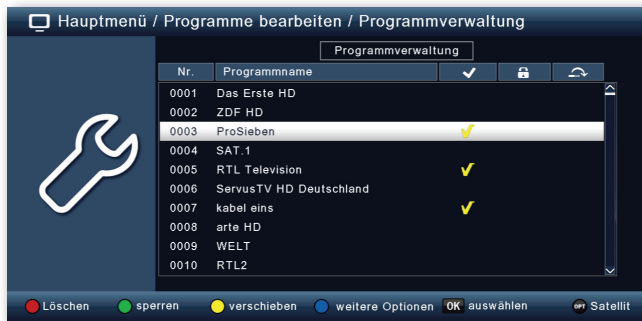 Hauptmenü / Programme bearbeiten / Programmverwaltung
Programmverwaltung
Nr. Programmname
0001 Das Erste HD
0002 ZDF HD
0003 ProSieben
0004 SAT.1
0005 RTL Television
0006 ServusTV HD Deutschland
0007 kabel eins
0008 arte HD
0009 WELT
0010 RTL2
Löschen sperren verschieben weitere Optionen OK auswählen OPT Satellit